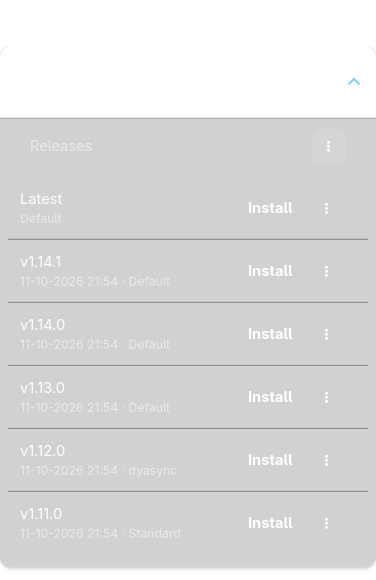 Releases
Latest
Default
Install
v1.14.1
11-10-2026 21:54 · Default
Install
v1.14.0
11-10-2026 21:54 · Default
Install
v1.13.0
11-10-2026 21:54 · Default
Install
v1.12.0
11-10-2026 21:54 · dyasync
Install
v1.11.0
11-10-2026 21:54 · Standard
Install